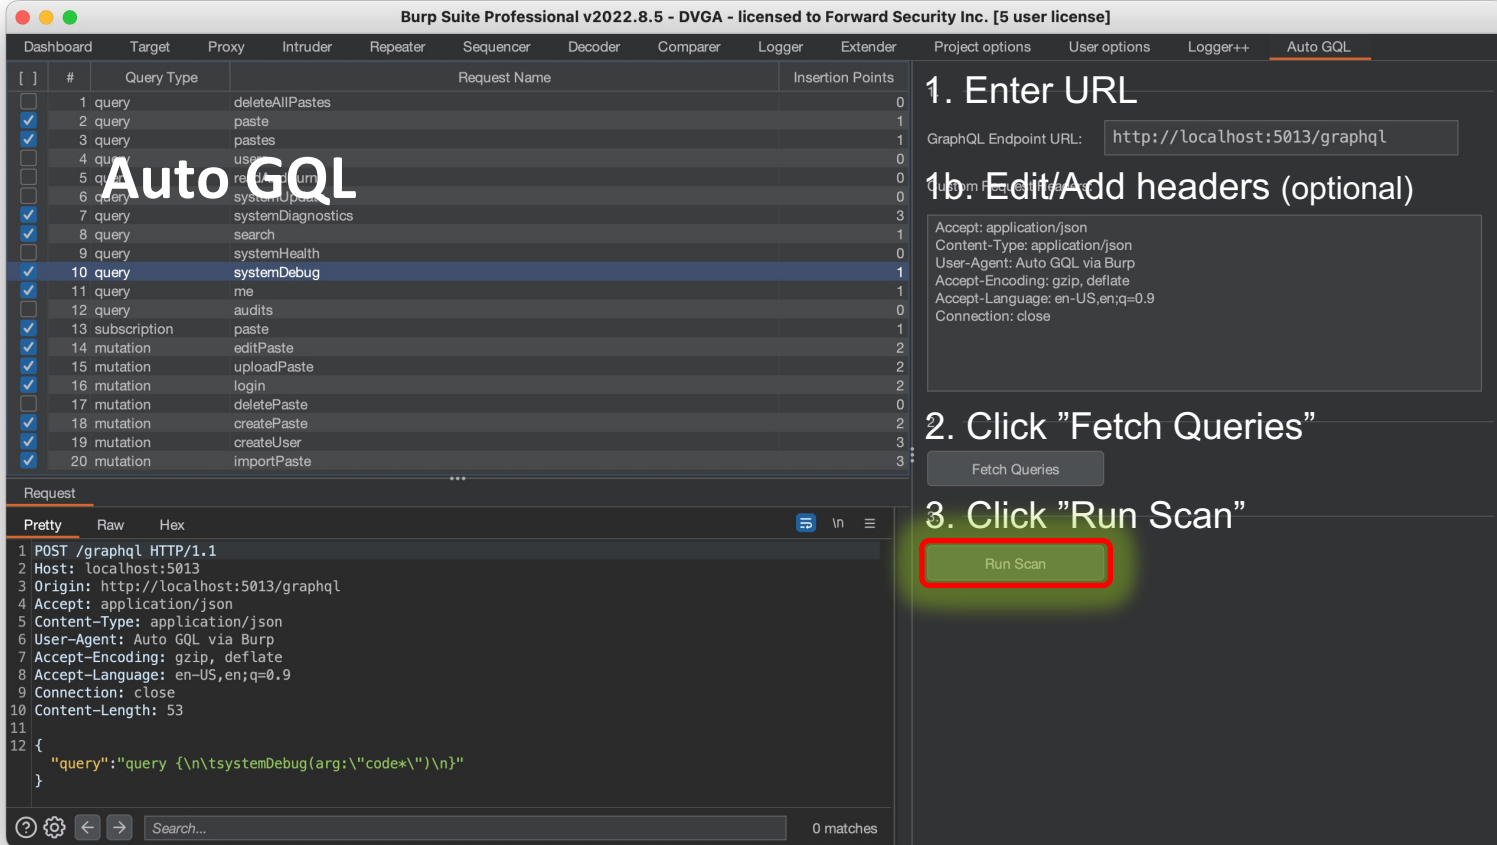 Burp Suite Professional v2022.8.5 - DVGA - licensed to Forward Security Inc. [5 user license]
Dashboard Target Proxy Intruder Repeater Sequencer Decoder Comparer Logger Extender Project options User options Logger++ Auto GQL
[ ] # Query Type Request Name Insertion Points
1 query deleteAllPastes 0
2 query paste 1
3 query pastes 1
4 query 0
5 0
6 query 0
Auto GQL
7 query systemDiagnostics 3
8 query search 1
9 query systemHealth 0
10 query systemDebug 1
11 query me 1
12 query audits 0
13 subscription paste 1
14 mutation editPaste 2
15 mutation uploadPaste 2
16 mutation login 2
17 mutation deletePaste 0
18 mutation createPaste 2
19 mutation createUser 3
20 mutation importPaste 3
Request
Pretty Raw Hex \n
1 POST /graphql HTTP/1.1
2 Host: localhost:5013
3 Origin: http://localhost:5013/graphql
4 Accept: application/json
5 Content-Type: application/json
6 User-Agent: Auto GQL via Burp
7 Accept-Encoding: gzip, deflate
8 Accept-Language: en-US,en;q=0.9
9 Connection: close
10 Content-Length: 53
11
12 {
"query":"query {\n\tsystemDebug(arg:\"code*\")\n}"
}
Search... 0 matches
1. Enter URL
GraphQL Endpoint URL: http://localhost:5013/graphql
1b. Edit/Add headers (optional)
Accept: application/json
Content-Type: application/json
User-Agent: Auto GQL via Burp
Accept-Encoding: gzip, deflate
Accept-Language: en-US,en;q=0.9
Connection: close
2. Click ”Fetch Queries”
Fetch Queries
3. Click ”Run Scan”
Run Scan